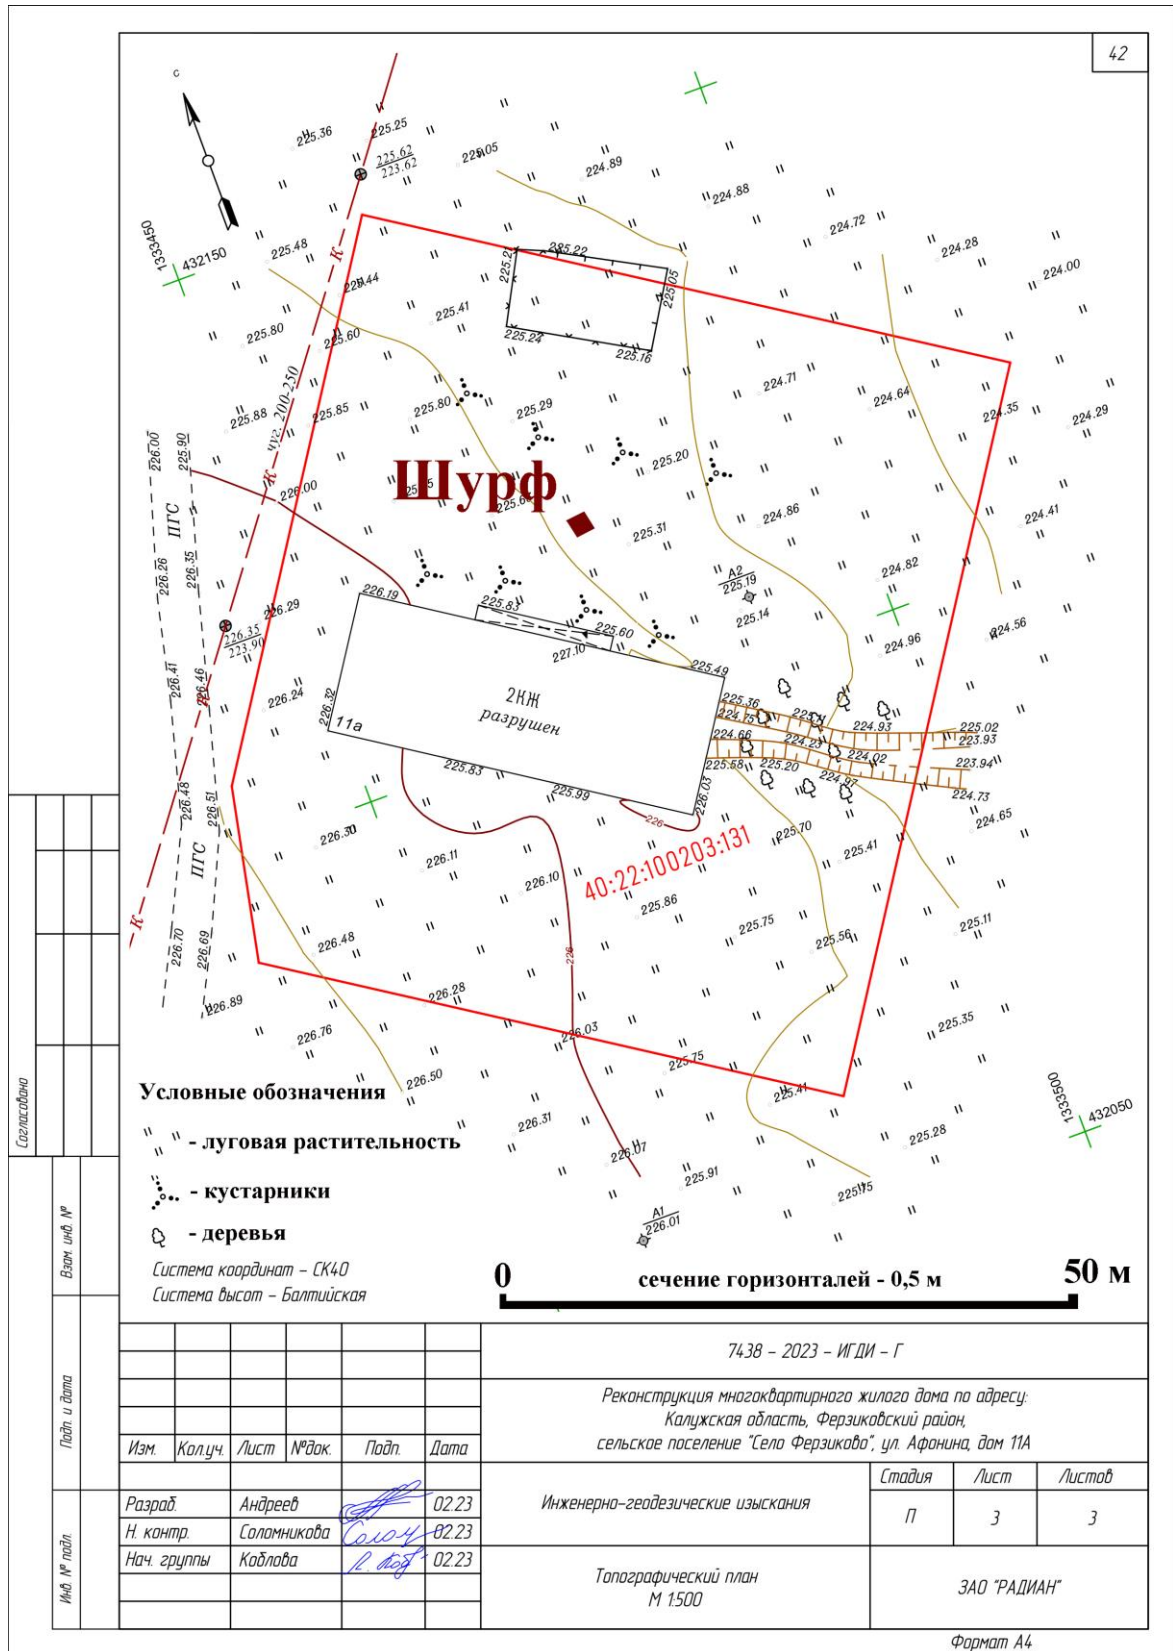 42
с
225.36
225.25
225.62
223.62
225.05
224.89
224.88
224.72
224.28
224.00
1333450
432150
225.48
К
225.44
225.22
225.05
225.24
225.16
225.41
225.80
225.60
чуг. 200-250
225.88
225.85
225.80
225.29
224.71
224.64
224.35
224.29
226.00
225.90
К
226.00
Шурф
225.20
225.31
224.86
224.41
ПГС
226.26
226.35
226.29
226.19
225.83
225.60
227.10
А2
225.19
225.14
224.82
224.96
224.56
226.35
223.90
226.41
226.46
226.24
226.32
11а
2КЖ
разрушен
225.49
225.36
224.75
224.66
225.58
224.93
224.23
224.02
225.20
224.97
225.02
223.93
223.94
224.73
225.83
225.99
226.03
226
226.48
226.51
ПГС
226.30
226.11
226.10
40:22:100203:131
225.70
225.41
224.65
К
226.70
226.69
226.48
226
225.86
225.75
225.56
225.11
226.89
226.76
226.28
226.03
225.75
225.41
225.35
226.50
226.31
226.07
225.91
225.75
225.28
1333500
432050
А1
226.01
Условные обозначения
- луговая растительность
- кустарники
- деревья
Система координат – СК40
Система высот – Балтийская
0
сечение горизонталей - 0,5 м
50 м
Согласовано
Взам. инв. №
Подп. и дата
Инв. № подл.
7438 – 2023 – ИГДИ – Г
Реконструкция многоквартирного жилого дома по адресу:
Калужская область, Ферзиковский район,
сельское поселение "Село Ферзиково", ул. Афонина, дом 11А
Изм. Кол.уч. Лист №док. Подп. Дата
Разраб. Андреев 02.23
Н. контр. Соломникова 02.23
Нач. группы Коблова 02.23
Инженерно-геодезические изыскания
Стадия Лист Листов
П 3 3
Топографический план
М 1:500
ЗАО "РАДИАН"
Формат А4